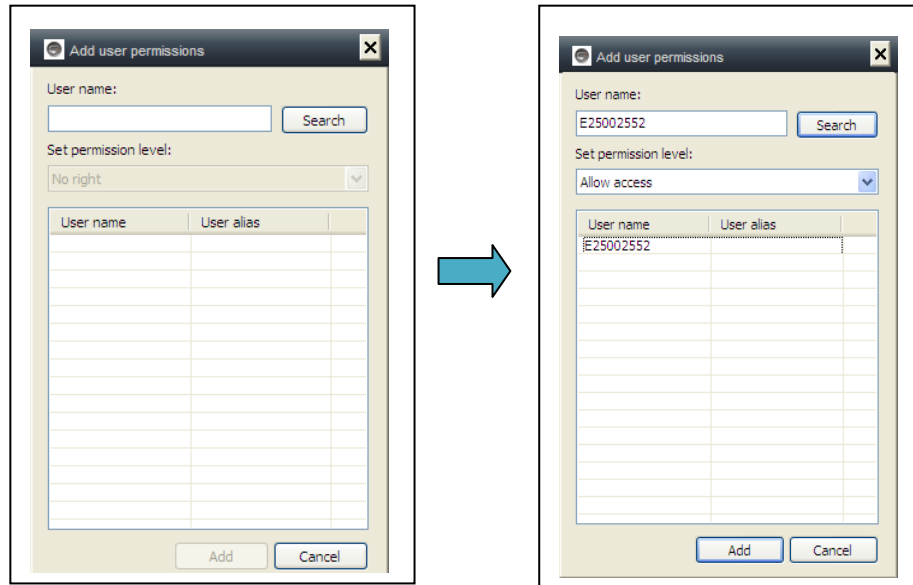 Add user permissions
User name:
Search
Set permission level:
No right
User name User alias
Add Cancel
Add user permissions
User name:
E25002552 Search
Set permission level:
Allow access
User name User alias
E25002552
Add Cancel